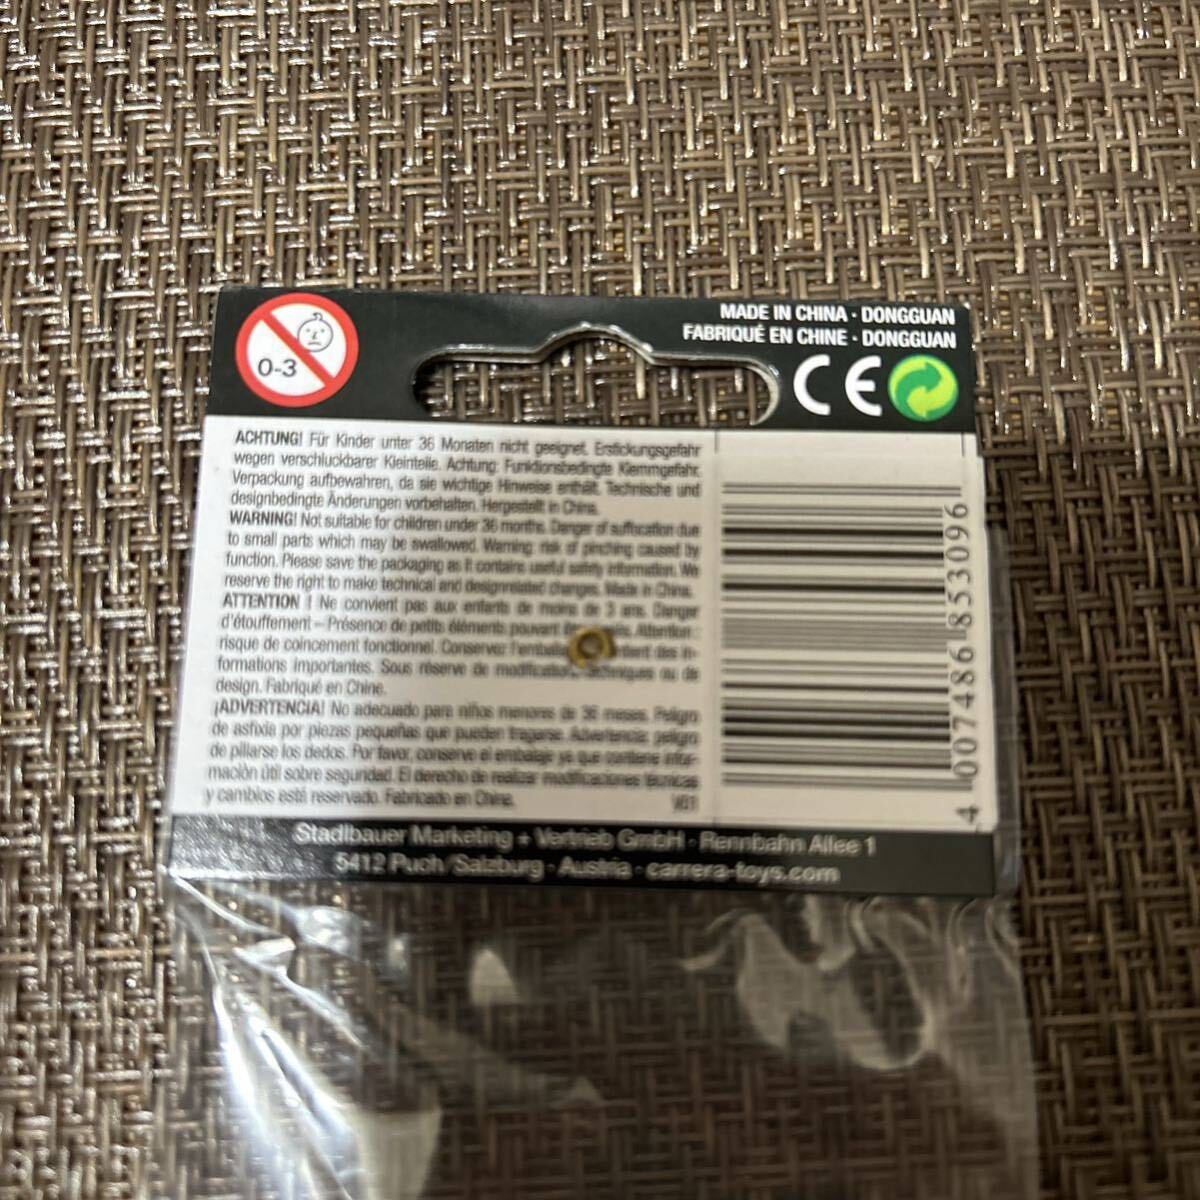 0-3
MADE IN CHINA · DONGGUAN
FABRIQUÉ EN CHINE - DONGGUAN
CE
ACHTUNG! Für Kinder unter 36 Monaten nicht geeignet. Erstickungsgefahr
wegen verschluckbarer Kleinteile. Achtung: Funktionsbedingte Klemmgefahr.
Verpackung aufbewahren, da sie wichtige Hinweise enthält. Technische und
designbedingte Änderungen vorbehalten. Hergestellt in China.
WARNING! Not suitable for children under 36 months. Danger of suffocation due
to small parts which may be swallowed. Warning: risk of pinching caused by
function. Please save the packaging as it contains useful safety information. We
reserve the right to make technical and designrelated changes. Made in China.
ATTENTION ! Ne convient pas aux enfants de moins de 3 ans. Danger
d'étouffement – Présence de petits éléments pouvant Attention :
risque de coincement fonctionnel. Conservez des in-
formations importantes. Sous réserve de techniques ou de
design. Fabriqué en Chine.
¡ADVERTENCIA! No adecuado para niños menores de 36 meses. Peligro
de asfixia por piezas pequeñas que pueden tragarse. Advertencia: peligro
de pillarse los dedos. Por favor, conserve el embalaje ya que contiene infor-
mación útil sobre seguridad. El derecho de realizar modificaciones técnicas
y cambios está reservado. Fabricado en China. V01
4 007486 853096
Stadlbauer Marketing + Vertrieb GmbH · Rennbahn Allee 1
5412 Puch/Salzburg · Austria · carrera-toys.com